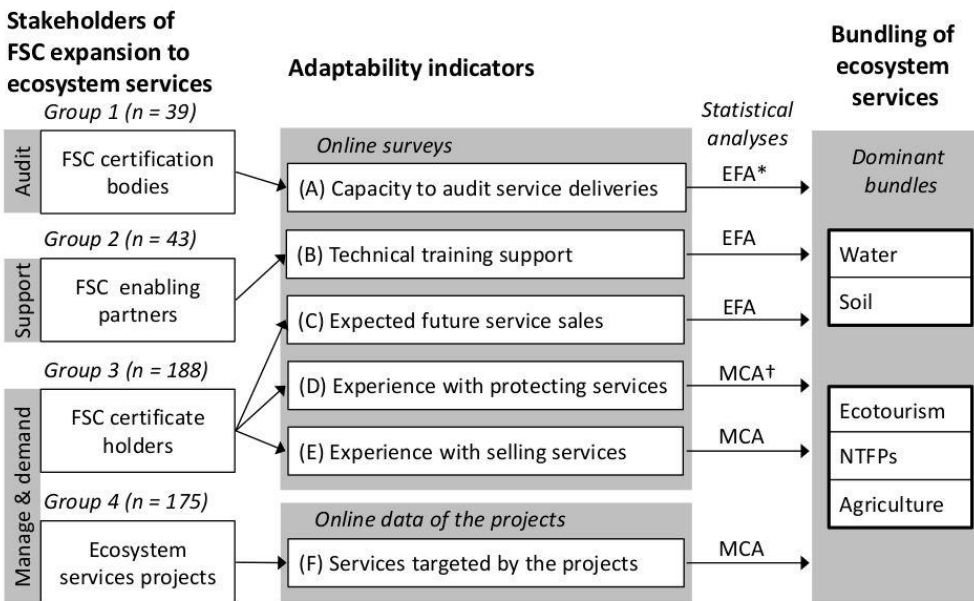 Stakeholders of
FSC expansion to
ecosystem services
Adaptability indicators
Bundling of
ecosystem
services
Group 1 (n = 39)
Audit
FSC certification
bodies
Group 2 (n = 43)
Support
FSC enabling
partners
Group 3 (n = 188)
Manage & demand
FSC certificate
holders
Group 4 (n = 175)
Ecosystem
services projects
Online surveys
(A) Capacity to audit service deliveries
(B) Technical training support
(C) Expected future service sales
(D) Experience with protecting services
(E) Experience with selling services
Online data of the projects
(F) Services targeted by the projects
Statistical
analyses
EFA*
EFA
EFA
MCA†
MCA
MCA
Dominant
bundles
Water
Soil
Ecotourism
NTFPs
Agriculture